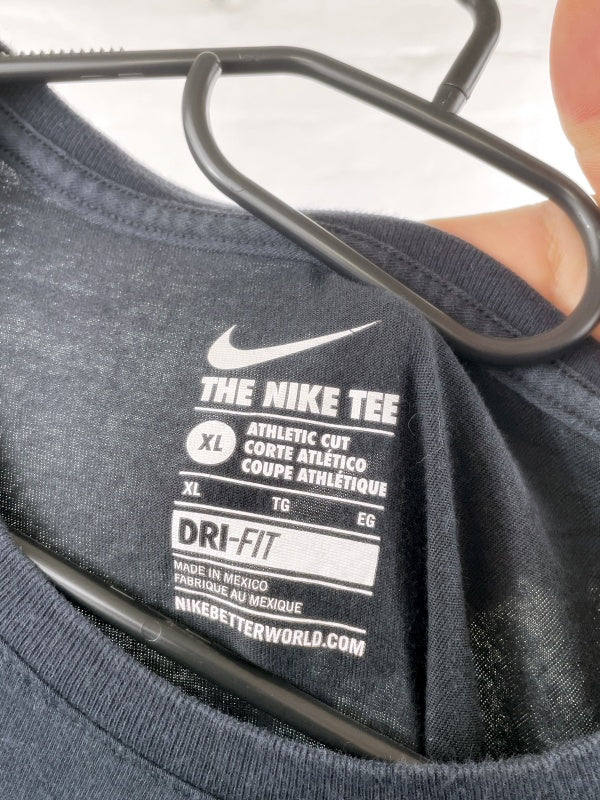 THE NIKE TEE
XL
ATHLETIC CUT
CORTE ATLÉTICO
COUPE ATHLÉTIQUE
XL TG EG
DRI-FIT
MADE IN MEXICO
FABRIQUE AU MEXIQUE
NIKEBETTERWORLD.COM